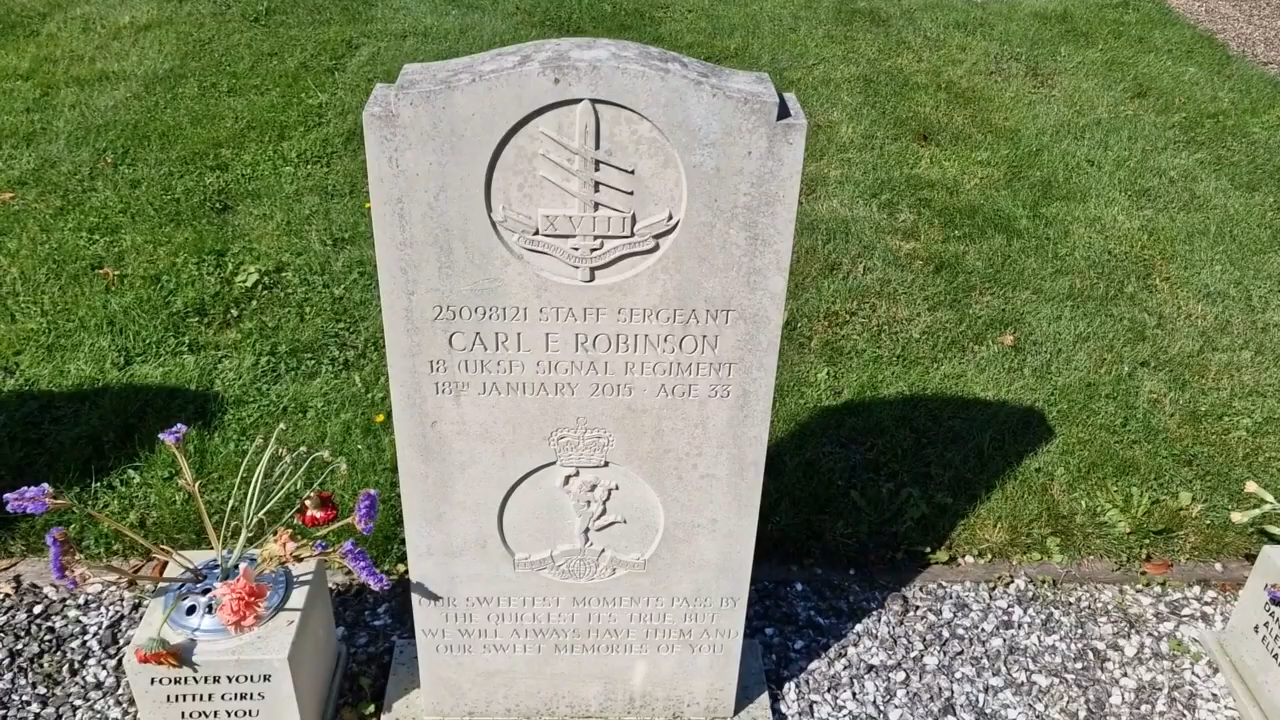 XVIII
25098121 STAFF SERGEANT
CARL E ROBINSON
18 (UKSF) SIGNAL REGIMENT
18TH JANUARY 2015 · AGE 33
OUR SWEETEST MOMENTS PASS BY
THE QUICKEST IT'S TRUE, BUT
WE WILL ALWAYS HAVE THEM AND
OUR SWEET MEMORIES OF YOU
FOREVER YOUR
LITTLE GIRLS
LOVE YOU
&